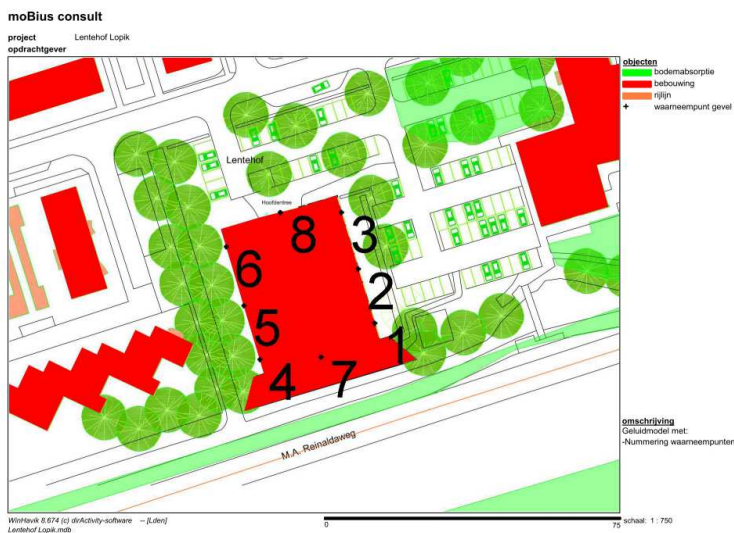 moBius consult
project Lentehof Lopik
opdrachtgever
objecten
bodemabsorptie
bebouwing
rijlijn
waarneempunt gevel
Lentehof
Hoofdentree
8
3
6
2
5
1
4
7
M.A. Reinaldaweg
omschrijving
Geluidmodel met:
-Nummering waarneempunten
WinHavik 8.674 (c) dirActivity-software – [Lden]
Lentehof Lopik.mdb
0
75
schaal: 1 : 750